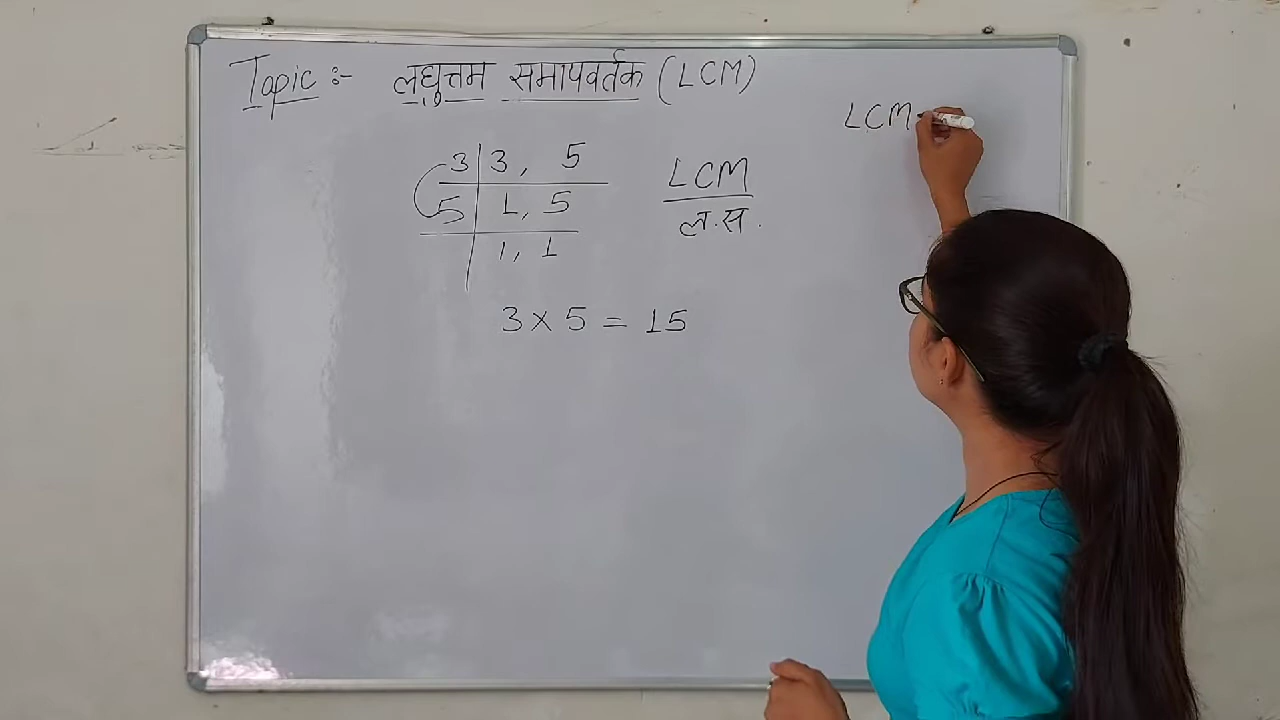 Topic :- लघुत्तम समापवर्तक (LCM)
3 | 3, 5
5 | 1, 5
1, 1
3 × 5 = 15
LCM
ल.स.
LCM